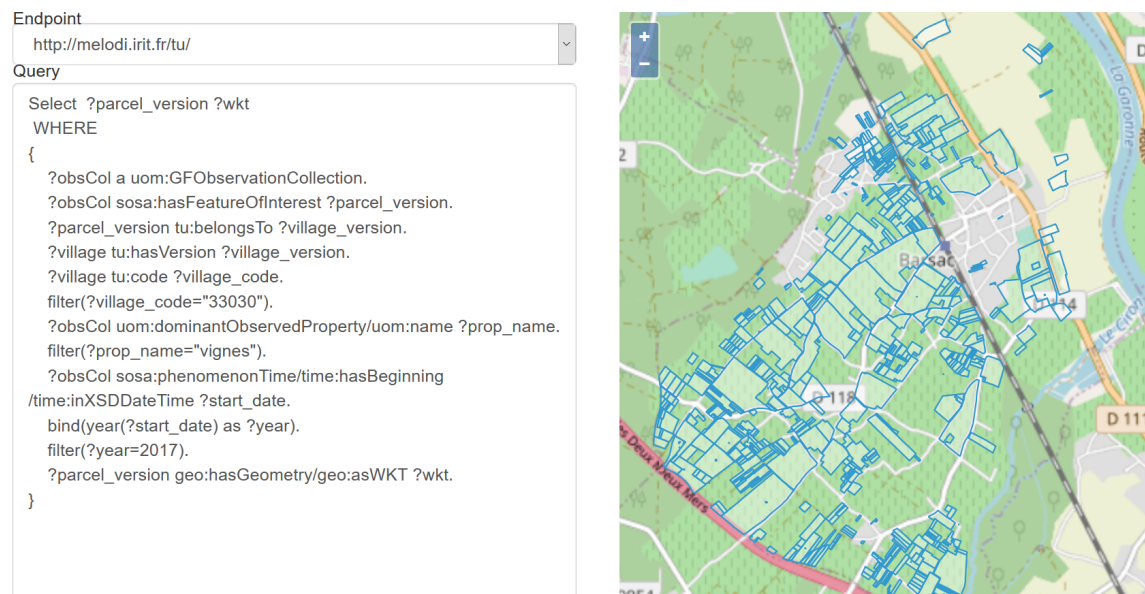 Endpoint
http://melodi.irit.fr/tu/
Query
Select ?parcel_version ?wkt
WHERE
{
?obsCol a uom:GFObservationCollection.
?obsCol sosa:hasFeatureOfInterest ?parcel_version.
?parcel_version tu:belongsTo ?village_version.
?village tu:hasVersion ?village_version.
?village tu:code ?village_code.
filter(?village_code="33030").
?obsCol uom:dominantObservedProperty/uom:name ?prop_name.
filter(?prop_name="vignes").
?obsCol sosa:phenomenonTime/time:hasBeginning
/time:inXSDDateTime ?start_date.
bind(year(?start_date) as ?year).
filter(?year=2017).
?parcel_version geo:hasGeometry/geo:asWKT ?wkt.
}
+
−
D
La Garonne
2
Barsac
D 1114
D 118
D 111
Deux Mers